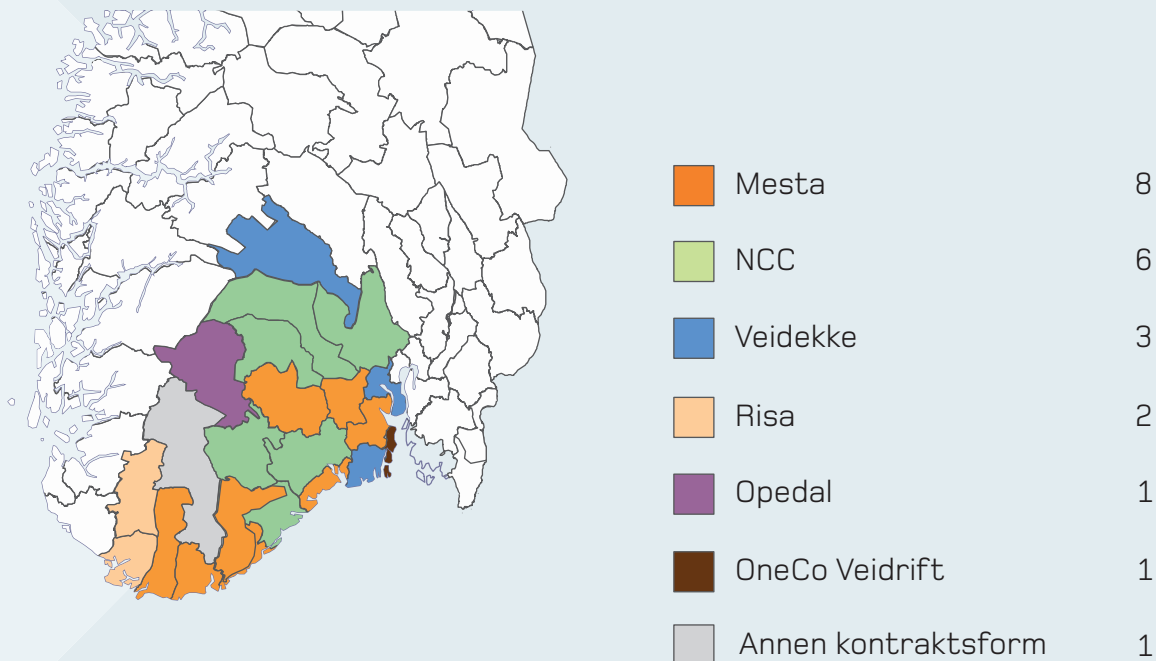 Mesta 8
NCC 6
Veidekke 3
Risa 2
Opedal 1
OneCo Veidrift 1
Annen kontraktsform 1